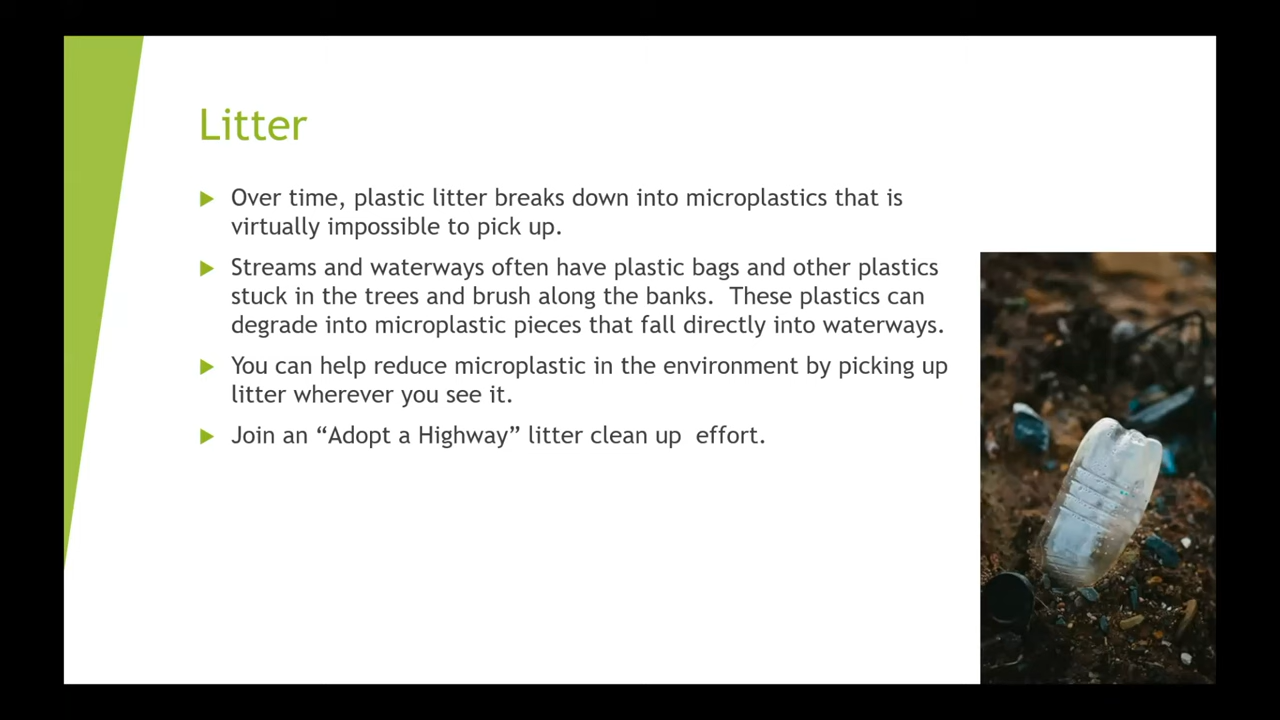 Litter
Over time, plastic litter breaks down into microplastics that is
virtually impossible to pick up.
Streams and waterways often have plastic bags and other plastics
stuck in the trees and brush along the banks.  These plastics can
degrade into microplastic pieces that fall directly into waterways.
You can help reduce microplastic in the environment by picking up
litter wherever you see it.
Join an “Adopt a Highway” litter clean up  effort.